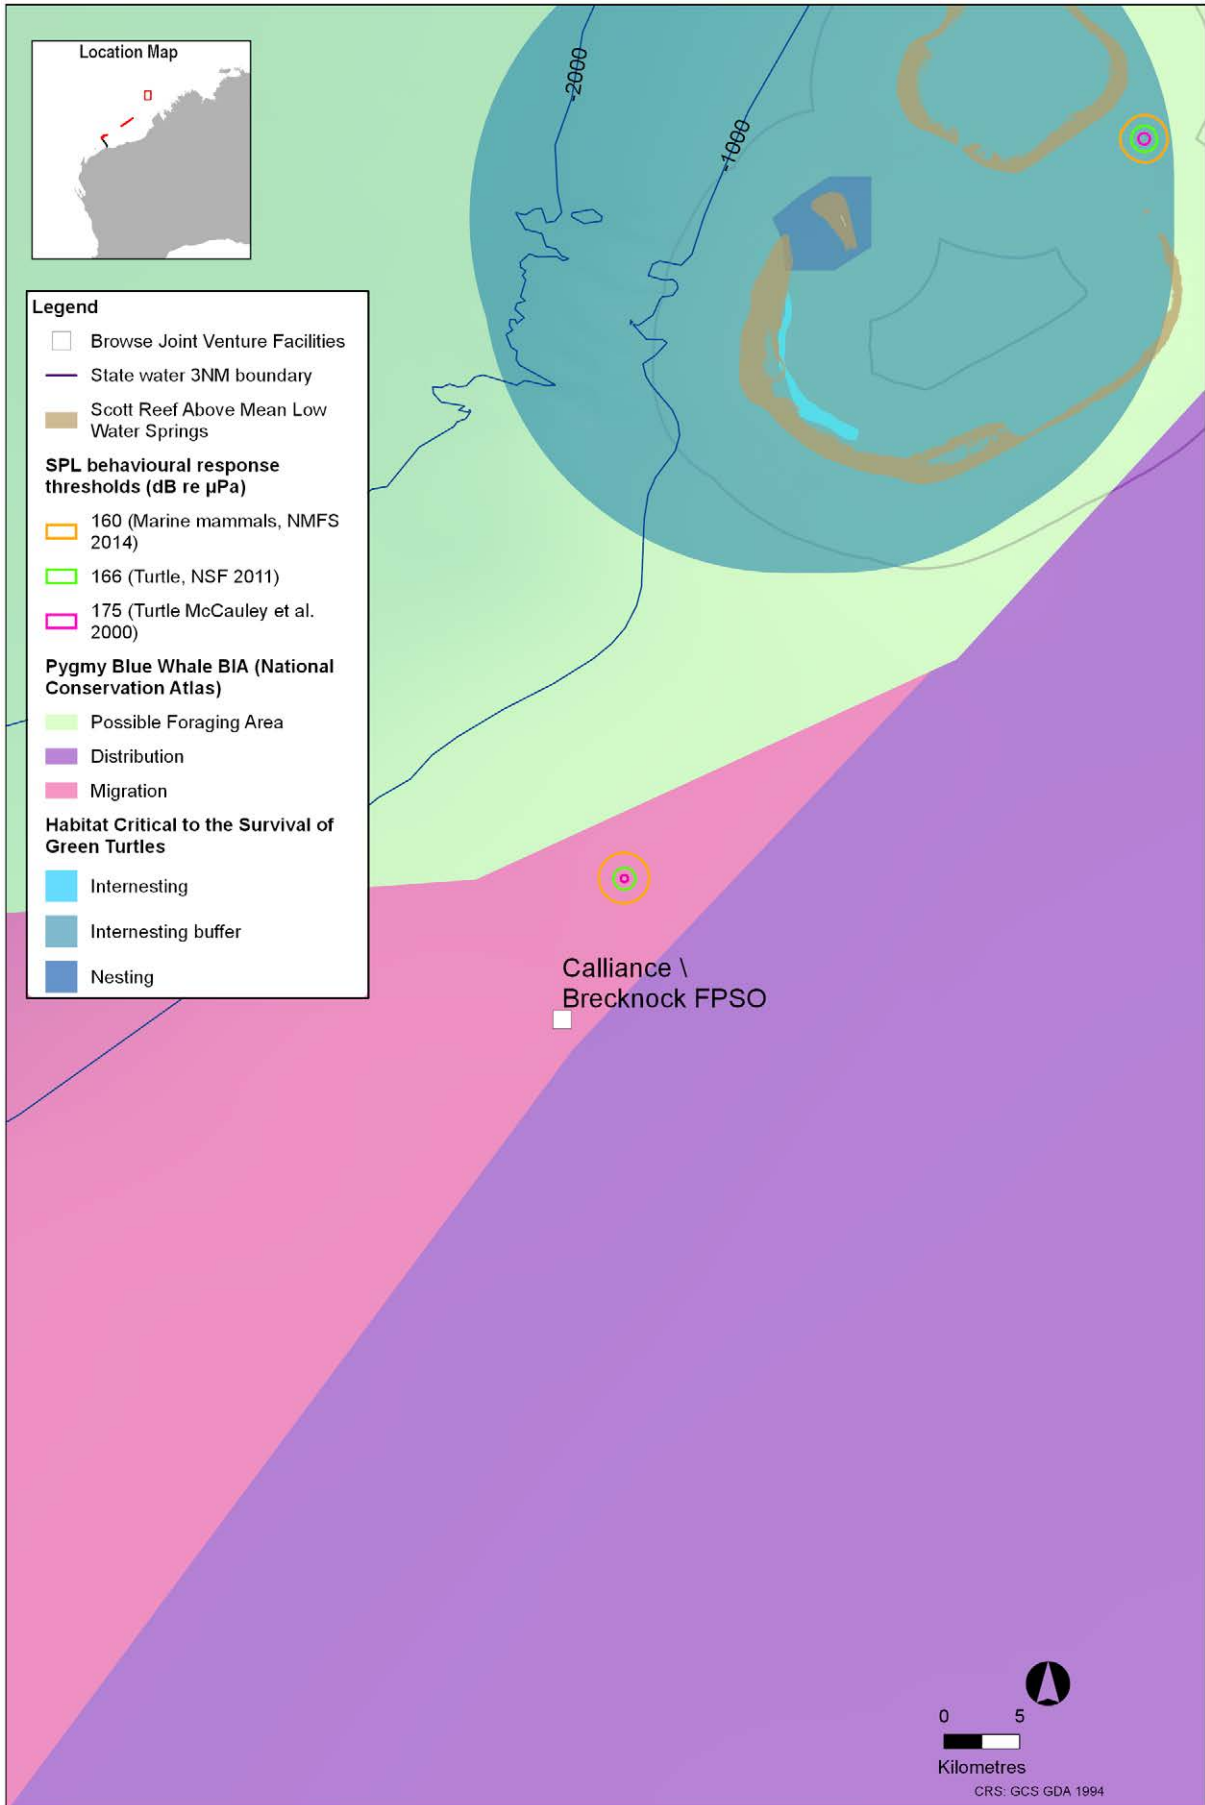 Location Map
-2000
-1000
Legend
Browse Joint Venture Facilities
State water 3NM boundary
Scott Reef Above Mean Low
Water Springs
SPL behavioural response
thresholds (dB re µPa)
160 (Marine mammals, NMFS
2014)
166 (Turtle, NSF 2011)
175 (Turtle McCauley et al.
2000)
Pygmy Blue Whale BIA (National
Conservation Atlas)
Possible Foraging Area
Distribution
Migration
Habitat Critical to the Survival of
Green Turtles
Internesting
Internesting buffer
Nesting
Calliance \
Brecknock FPSO
0 5
Kilometres
CRS: GCS GDA 1994